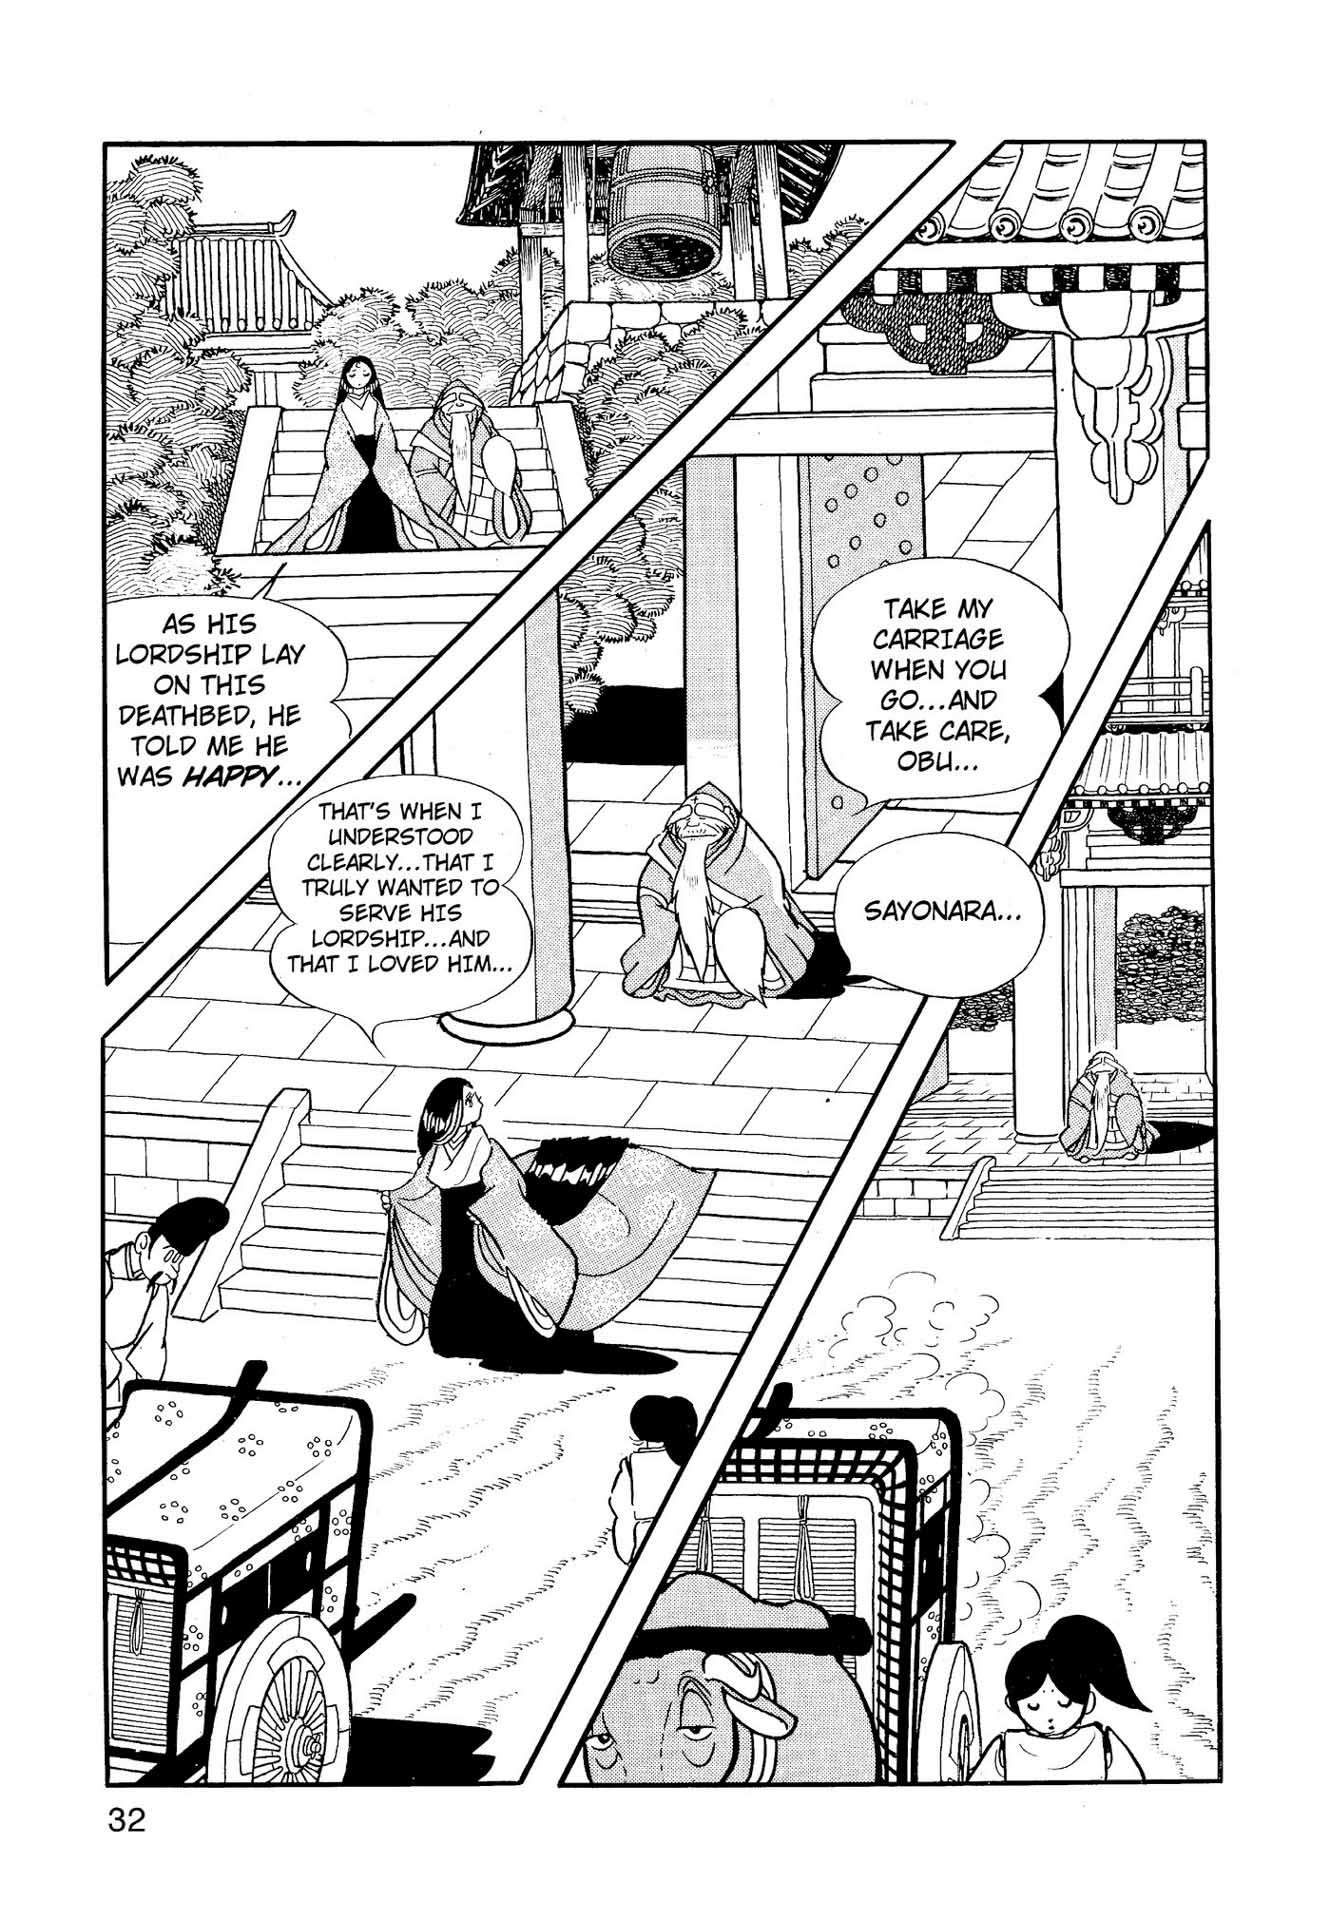 AS HIS
LORDSHIP LAY
ON THIS
DEATHBED, HE
TOLD ME HE
WAS HAPPY...
THAT'S WHEN I
UNDERSTOOD
CLEARLY...THAT I
TRULY WANTED TO
SERVE HIS
LORDSHIP...AND
THAT I LOVED HIM...
TAKE MY
CARRIAGE
WHEN YOU
GO...AND
TAKE CARE,
OBU...
SAYONARA...
32